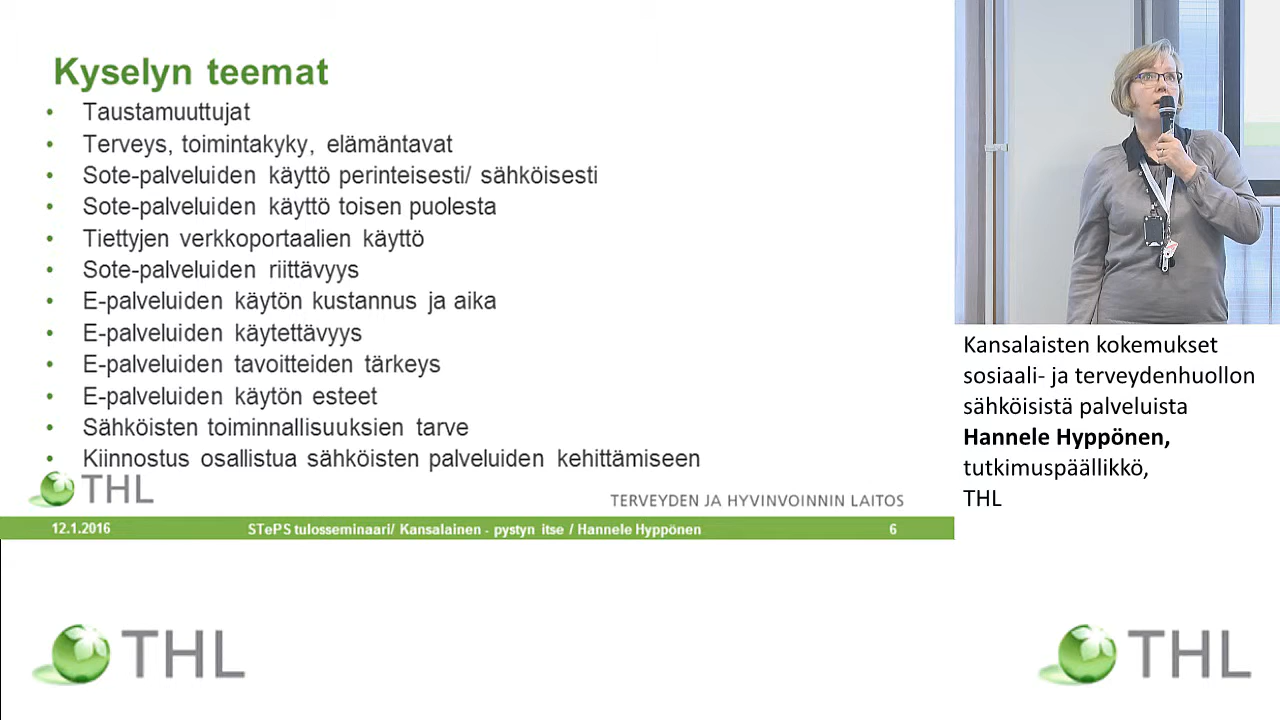 Kyselyn teemat
• Taustamuuttujat
• Terveys, toimintakyky, elämäntavat
• Sote-palveluiden käyttö perinteisesti/ sähköisesti
• Sote-palveluiden käyttö toisen puolesta
• Tiettyjen verkkoportaalien käyttö
• Sote-palveluiden riittävyys
• E-palveluiden käytön kustannus ja aika
• E-palveluiden käytettävyys
• E-palveluiden tavoitteiden tärkeys
• E-palveluiden käytön esteet
• Sähköisten toiminnallisuuksien tarve
• Kiinnostus osallistua sähköisten palveluiden kehittämiseen
THL
TERVEYDEN JA HYVINVOINNIN LAITOS
12.1.2016 STePS tulosseminaari/ Kansalainen - pystyn itse / Hannele Hyppönen 6
Kansalaisten kokemukset
sosiaali- ja terveydenhuollon
sähköisistä palveluista
Hannele Hyppönen,
tutkimuspäällikkö,
THL
THL
THL